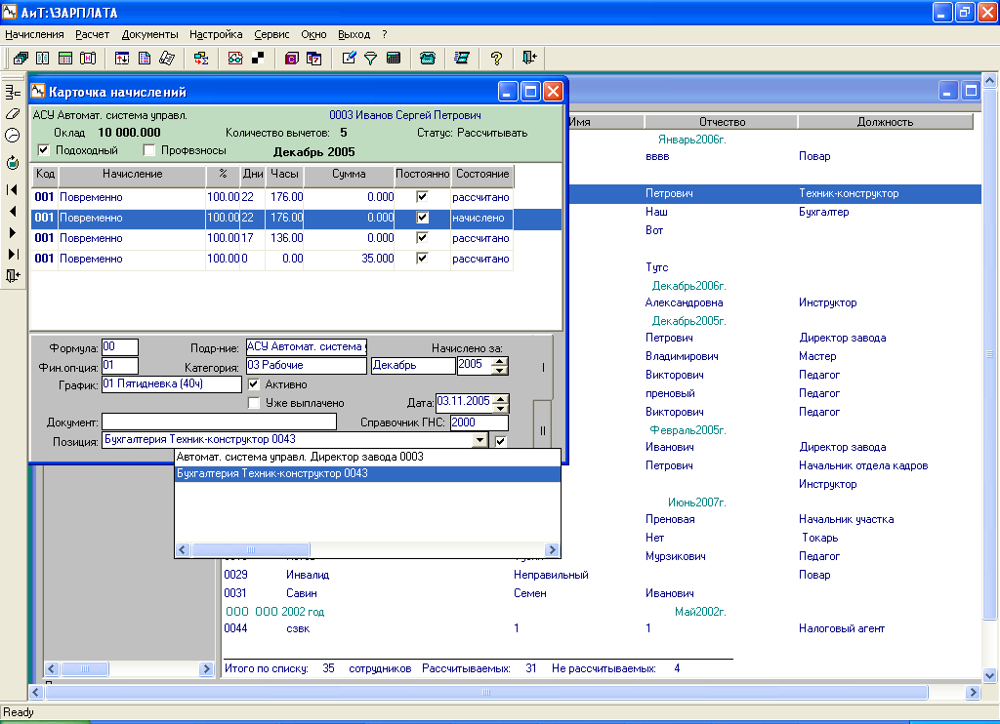 АиТ:\ЗАРПЛАТА
Начисления Расчет Документы Настройка Сервис Окно Выход ?
Карточка начислений
АСУ Автомат. система управл. 0003 Иванов Сергей Петрович
Оклад 10 000.000 Количество вычетов: 5 Статус: Рассчитывать
Подоходный Профвзносы Декабрь 2005
Код Начисление % Дни Часы Сумма Постоянно Состояние
001 Повременно 100.00 22 176.00 0.000 рассчитано
001 Повременно 100.00 22 176.00 0.000 начислено
001 Повременно 100.00 17 136.00 0.000 рассчитано
001 Повременно 100.00 0 0.00 35.000 рассчитано
Формула: 00 Подр-ние: АСУ Автомат. система Начислено за:
Фин.оп-ция: 01 Категория: 03 Рабочие Декабрь 2005 I
График: 01 Пятидневка (40ч) Активно
Уже выплачено Дата: 03.11.2005
Документ: Справочник ГНС: 2000 II
Позиция: Бухгалтерия Техник-конструктор 0043
Автомат. система управл. Директор завода 0003
Бухгалтерия Техник-конструктор 0043
Имя Отчество Должность
Январь2006г.
вввв Повар
Петрович Техник-конструктор
Наш Бухгалтер
Вот
Тутс
Декабрь2006г.
Александровна Инструктор
Декабрь2005г.
Петрович Директор завода
Владимирович Мастер
Викторович Педагог
преновый Педагог
Викторович Педагог
Февраль2005г.
Иванович Директор завода
Петрович Начальник отдела кадров
Инструктор
Июнь2007г.
Преновая Начальник участка
Нет Токарь
Мурзикович Педагог
0029 Инвалид Неправильный Повар
0031 Савин Семен Иванович
ООО ООО 2002 год Май2002г.
0044 сзвк 1 1 Налоговый агент
Итого по списку: 35 сотрудников Рассчитываемых: 31 Не рассчитываемых: 4
Ready